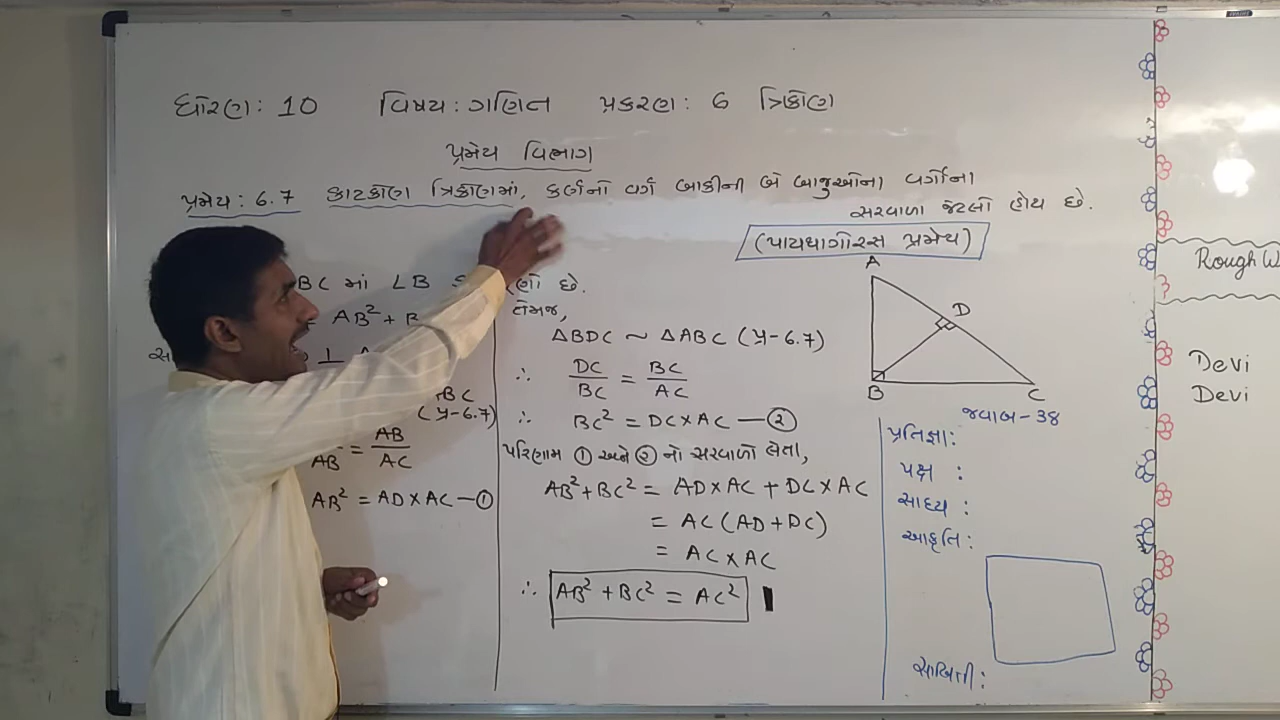 ધોરણ: 10 વિષય: ગણિત પ્રકરણ: 6 ત્રિકોણ
પ્રમેય વિભાગ
પ્રમેય: 6.7 કાટકોણ ત્રિકોણમાં, કર્ણનો વર્ગ બાકીની બે બાજુઓના વર્ગોના
સરવાળા જેટલો હોય છે.
(પાયથાગોરસ પ્રમેય)
BC માં ∠B
= AB² + B
BC
(પ્ર-6.7)
AB = AB/AC
AB² = AD×AC —①
છે.
તેમજ,
△BDC ~ △ABC (પ્ર-6.7)
∴ DC/BC = BC/AC
∴ BC² = DC×AC —②
પરિણામ ① અને ② નો સરવાળો લેતા,
AB²+BC² = AD×AC + DC×AC
= AC(AD+DC)
= AC×AC
∴ AB² + BC² = AC²
A
D
B
C
જવાબ-38
પ્રતિજ્ઞા:
પક્ષ :
સાધ્ય :
આકૃતિ:
સાબિતી:
Rough W
Devi
Devi